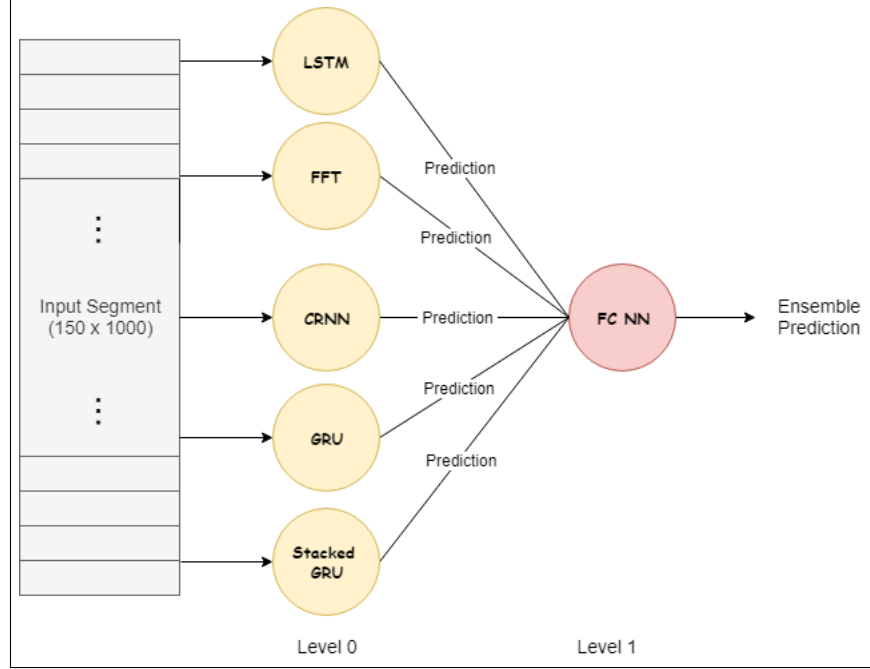 LSTM
Prediction
FFT
Prediction
Input Segment
(150 x 1000)
CRNN
Prediction
FC NN
Ensemble
Prediction
Prediction
GRU
Prediction
Stacked
GRU
Level 0
Level 1